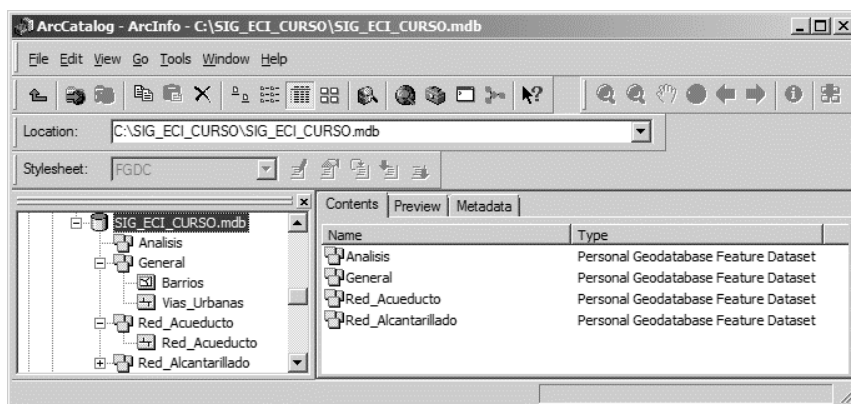 ArcCatalog - ArcInfo - C:\SIG_ECI_CURSO\SIG_ECI_CURSO.mdb
File Edit View Go Tools Window Help
Location: C:\SIG_ECI_CURSO\SIG_ECI_CURSO.mdb
Stylesheet: FGDC
SIG_ECI_CURSO.mdb
Analisis
General
Barrios
Vias_Urbanas
Red_Acueducto
Red_Acueducto
Red_Alcantarillado
Contents Preview Metadata
Name Type
Analisis Personal Geodatabase Feature Dataset
General Personal Geodatabase Feature Dataset
Red_Acueducto Personal Geodatabase Feature Dataset
Red_Alcantarillado Personal Geodatabase Feature Dataset